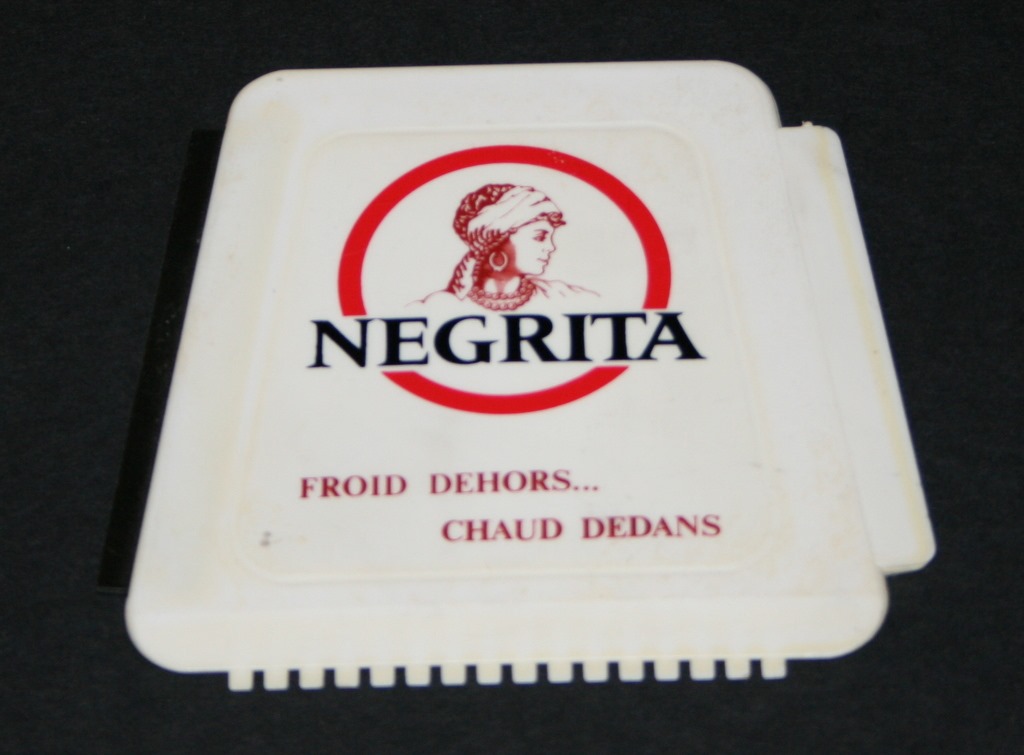 NEGRITA
FROID DEHORS...
CHAUD DEDANS